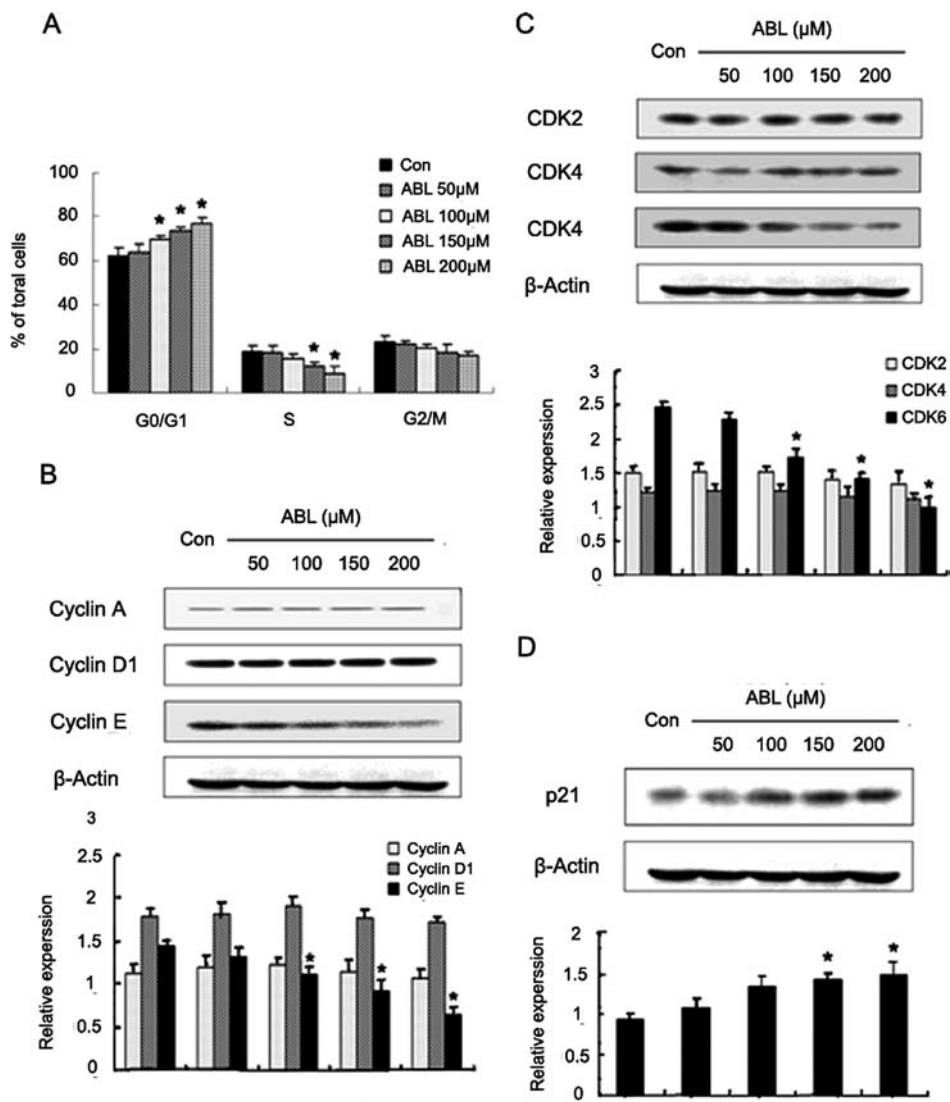 A
% of toral cells
100
80
60
40
20
0
* * *
* *
Con
ABL 50µM
ABL 100µM
ABL 150µM
ABL 200µM
G0/G1 S G2/M
B
ABL (µM)
Con
50 100 150 200
Cyclin A
Cyclin D1
Cyclin E
β-Actin
3
Relative experssion
2.5
2
1.5
1
0.5
0
Cyclin A
Cyclin D1
Cyclin E
* * *
C
ABL (µM)
Con
50 100 150 200
CDK2
CDK4
CDK4
β-Actin
Relative experssion
3
2.5
2
1.5
1
0.5
0
CDK2
CDK4
CDK6
* * *
D
ABL (µM)
Con
50 100 150 200
p21
β-Actin
Relative experssion
2
1.5
1
0.5
0
* *